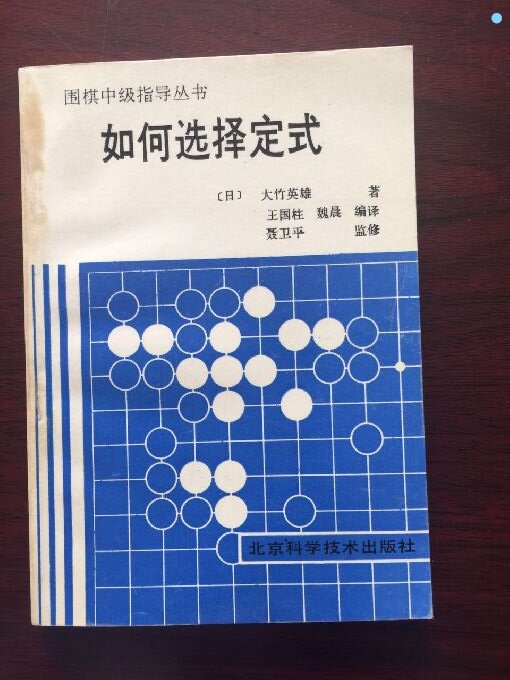 围棋中级指导丛书
如何选择定式
〔日〕 大竹英雄 著
王国柱 魏晨 编译
聂卫平 监修
北京科学技术出版社